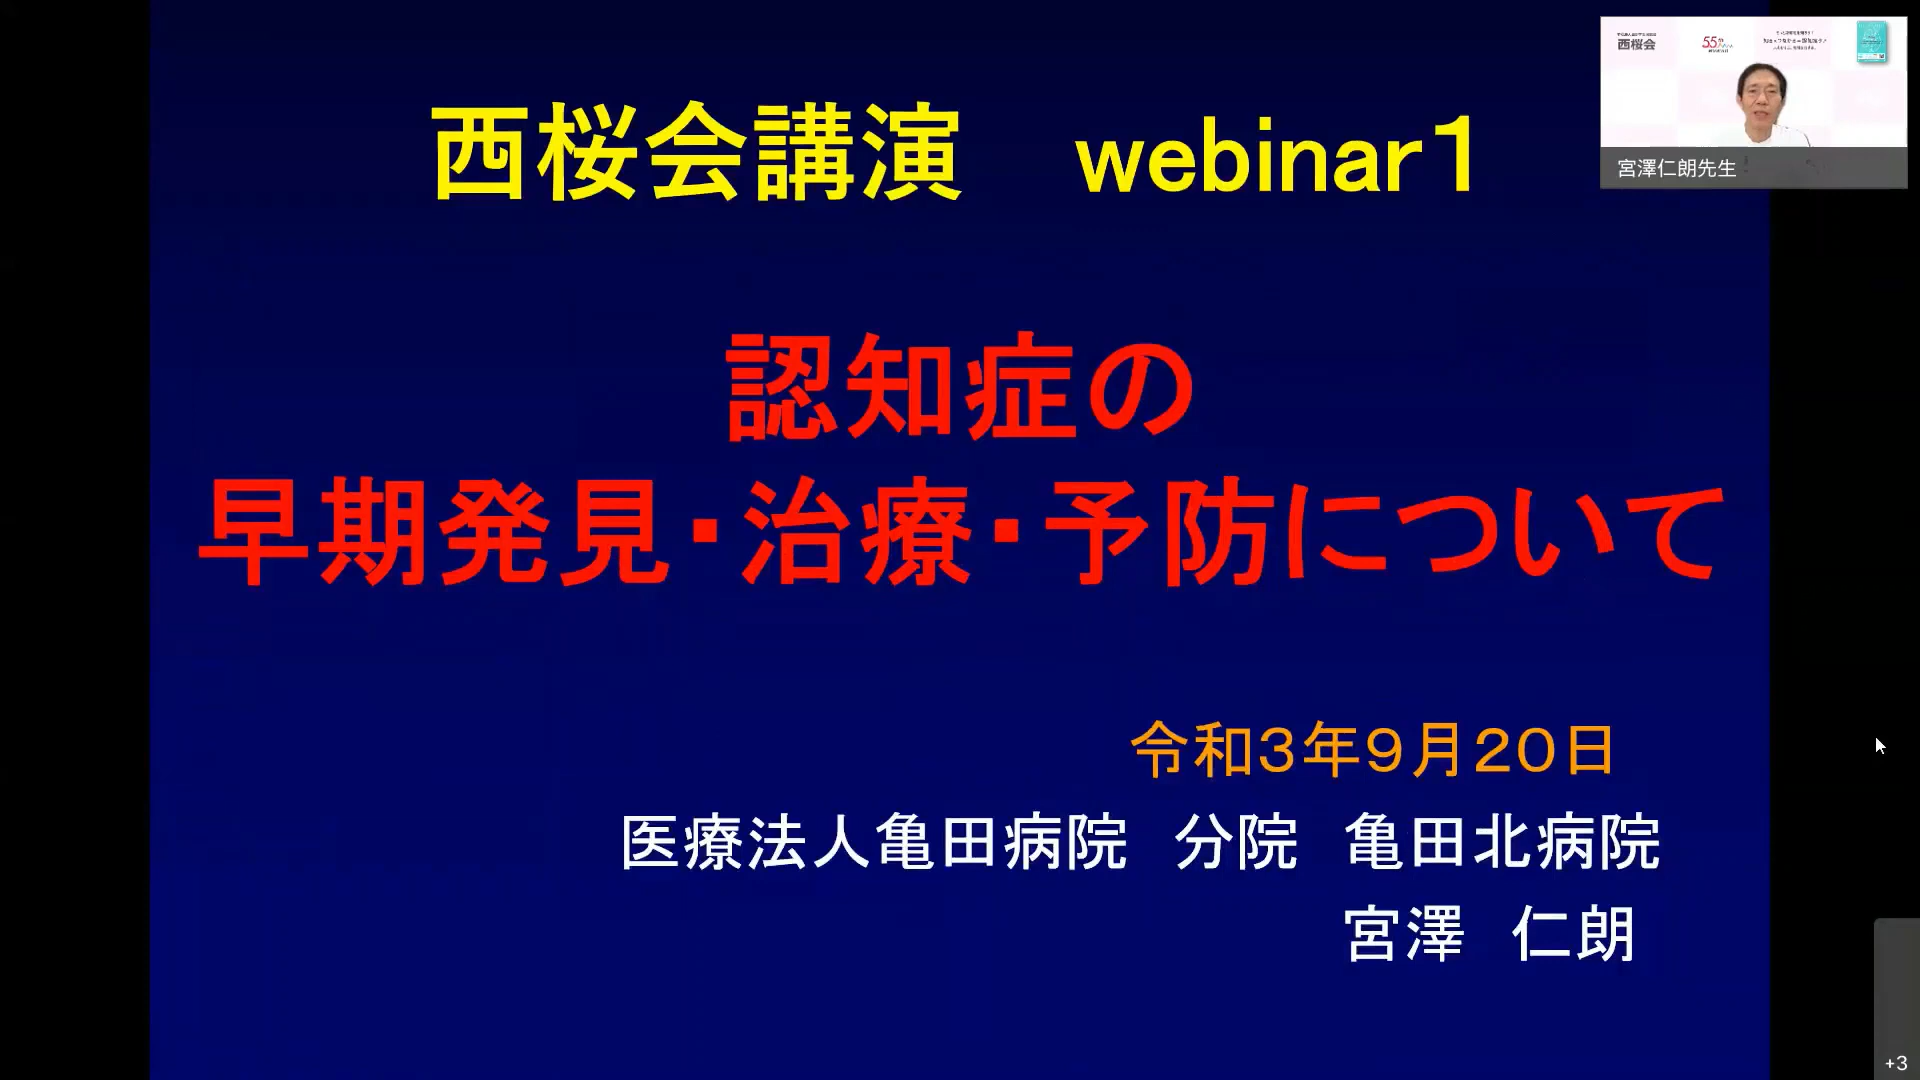 西桜会講演　webinar１
認知症の
早期発見・治療・予防について
令和３年９月２０日
医療法人亀田病院　分院　亀田北病院
宮澤　仁朗
西桜会
55th
宮澤仁朗先生
+3